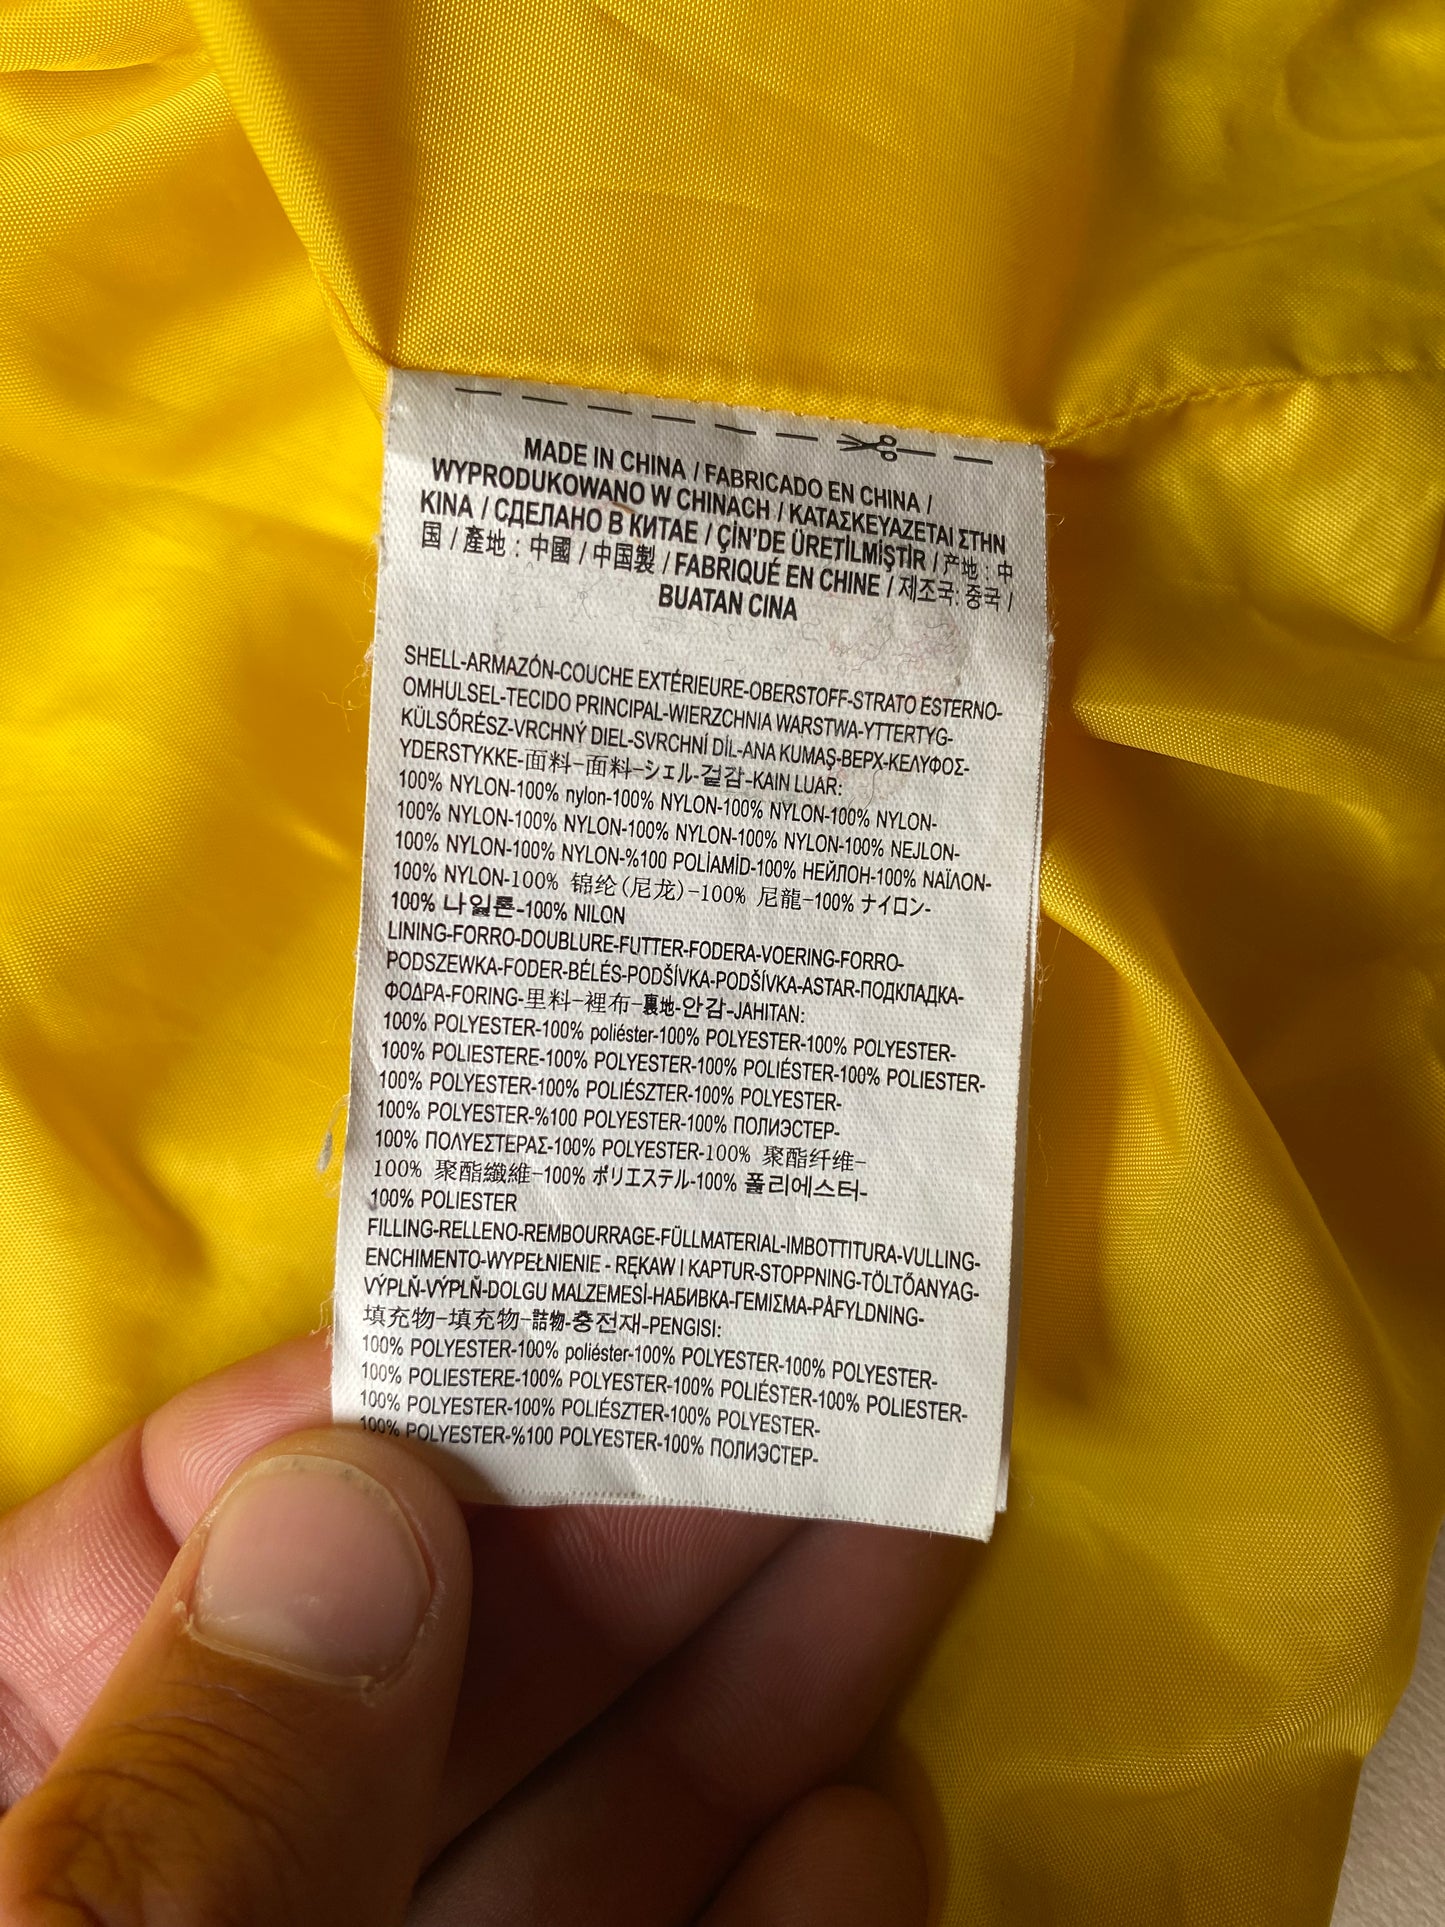 MADE IN CHINA / FABRICADO EN CHINA /
WYPRODUKOWANO W CHINACH / ΚΑΤΑΣΚΕΥΑΖΕΤΑΙ ΣΤΗΝ
ΚΙΝΑ / СДЕЛАНО В КИТАЕ / ÇİN'DE ÜRETİLMİŞTİR / 产地 : 中
国 / 產地 : 中國 / 中国製 / FABRIQUÉ EN CHINE / 제조국: 중국 /
BUATAN CINA
SHELL-ARMAZÓN-COUCHE EXTÉRIEURE-OBERSTOFF-STRATO ESTERNO-
OMHULSEL-TECIDO PRINCIPAL-WIERZCHNIA WARSTWA-YTTERTYG-
KÜLSŐRÉSZ-VRCHNÝ DIEL-SVRCHNÍ DÍL-ANA KUMAŞ-ВЕРХ-ΚΕΛΥΦΟΣ-
YDERSTYKKE-面料-面料-シェル-겉감-KAIN LUAR:
100% NYLON-100% nylon-100% NYLON-100% NYLON-100% NYLON-
100% NYLON-100% NYLON-100% NYLON-100% NYLON-100% NEJLON-
100% NYLON-100% NYLON-%100 POLİAMİD-100% НЕЙЛОН-100% ΝΑΪΛΟΝ-
100% NYLON-100% 锦纶(尼龙)-100% 尼龍-100% ナイロン-
100% 나일론-100% NILON
LINING-FORRO-DOUBLURE-FUTTER-FODERA-VOERING-FORRO-
PODSZEWKA-FODER-BÉLÉS-PODŠÍVKA-PODŠÍVKA-ASTAR-ПОДКЛАДКА-
ΦΟΔΡΑ-FORING-里料-裡布-裏地-안감-JAHITAN:
100% POLYESTER-100% poliéster-100% POLYESTER-100% POLYESTER-
100% POLIESTERE-100% POLYESTER-100% POLIÉSTER-100% POLIESTER-
100% POLYESTER-100% POLIÉSZTER-100% POLYESTER-
100% POLYESTER-%100 POLYESTER-100% ПОЛИЭСТЕР-
100% ΠΟΛΥΕΣΤΕΡΑΣ-100% POLYESTER-100% 聚酯纤维-
100% 聚酯纖維-100% ポリエステル-100% 폴리에스터-
100% POLIESTER
FILLING-RELLENO-REMBOURRAGE-FÜLLMATERIAL-IMBOTTITURA-VULLING-
ENCHIMENTO-WYPEŁNIENIE - RĘKAW I KAPTUR-STOPPNING-TÖLTŐANYAG-
VÝPLŇ-VÝPLŇ-DOLGU MALZEMESİ-НАБИВКА-ΓΕΜΙΣΜΑ-PÅFYLDNING-
填充物-填充物-詰物-충전재-PENGISI:
100% POLYESTER-100% poliéster-100% POLYESTER-100% POLYESTER-
100% POLIESTERE-100% POLYESTER-100% POLIÉSTER-100% POLIESTER-
100% POLYESTER-100% POLIÉSZTER-100% POLYESTER-
100% POLYESTER-%100 POLYESTER-100% ПОЛИЭСТЕР-